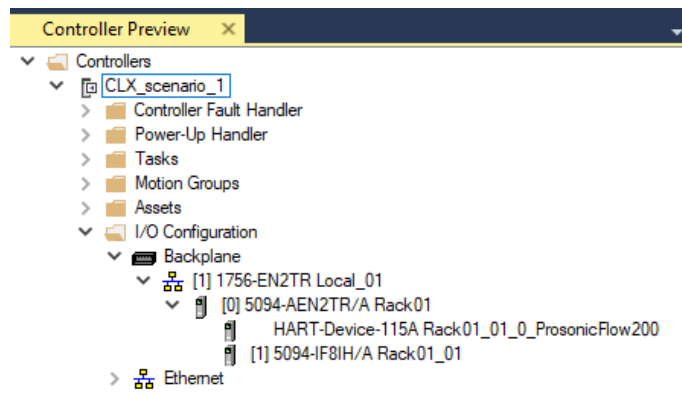 Controller Preview
Controllers
CLX_scenario_1
Controller Fault Handler
Power-Up Handler
Tasks
Motion Groups
Assets
I/O Configuration
Backplane
[1] 1756-EN2TR Local_01
[0] 5094-AEN2TR/A Rack01
HART-Device-115A Rack01_01_0_ProsonicFlow200
[1] 5094-IF8IH/A Rack01_01
Ethernet